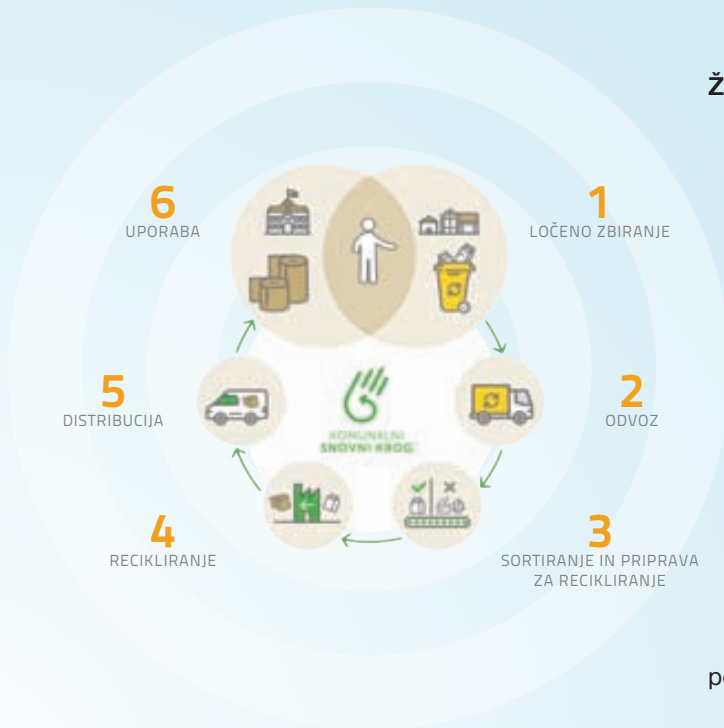 Ž
6
UPORABA
1
LOČENO ZBIRANJE
5
DISTRIBUCIJA
2
ODVOZ
KOMUNALNI
SNOVNI KROG
4
RECIKLIRANJE
3
SORTIRANJE IN PRIPRAVA
ZA RECIKLIRANJE